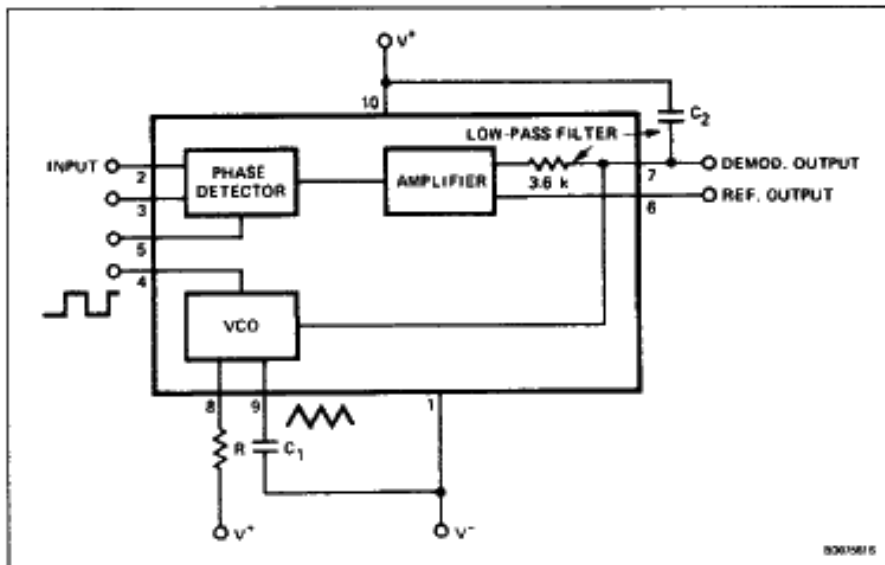 V⁺
10
C₂
LOW-PASS FILTER
INPUT
2
PHASE DETECTOR
AMPLIFIER
3.6 k
7
DEMOD. OUTPUT
3
6
REF. OUTPUT
5
4
VCO
8
9
1
R
C₁
V⁺
V⁻